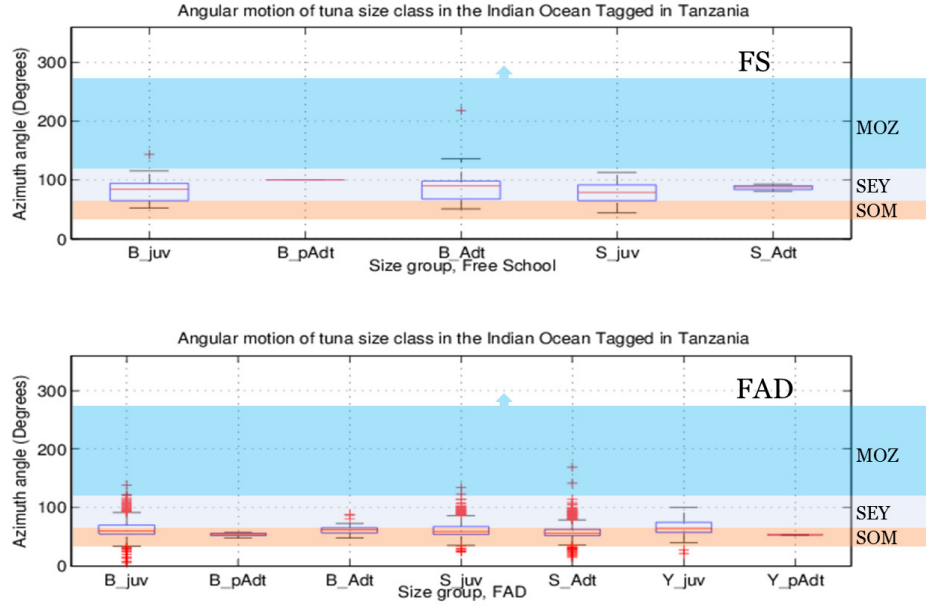 Angular motion of tuna size class in the Indian Ocean Tagged in Tanzania
FS
300
200
100
0
Azimuth angle (Degrees)
MOZ
SEY
SOM
B_juv B_pAdt B_Adt S_juv S_Adt
Size group, Free School
Angular motion of tuna size class in the Indian Ocean Tagged in Tanzania
FAD
300
200
100
0
Azimuth angle (Degrees)
MOZ
SEY
SOM
B_juv B_pAdt B_Adt S_juv S_Adt Y_juv Y_pAdt
Size group, FAD